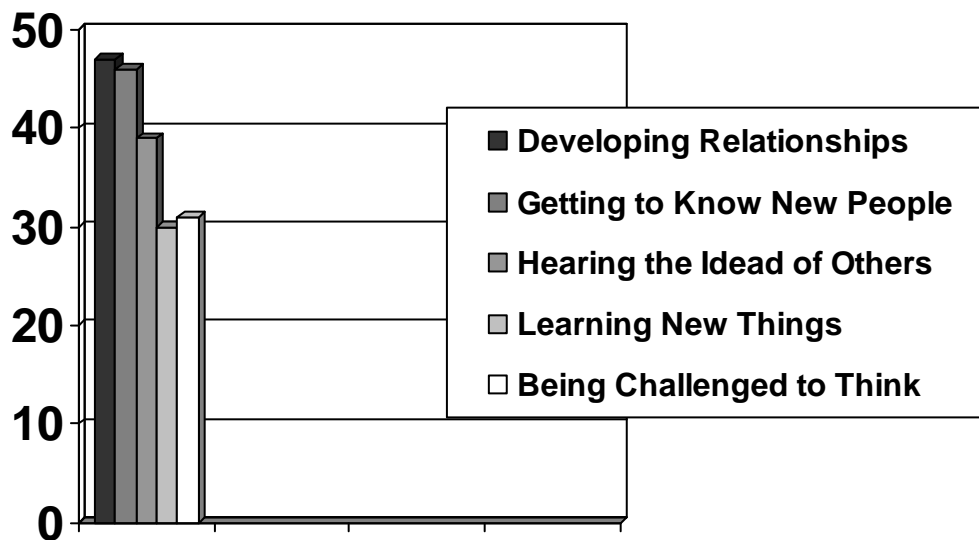 50
40
30
20
10
0
Developing Relationships
Getting to Know New People
Hearing the Idead of Others
Learning New Things
Being Challenged to Think